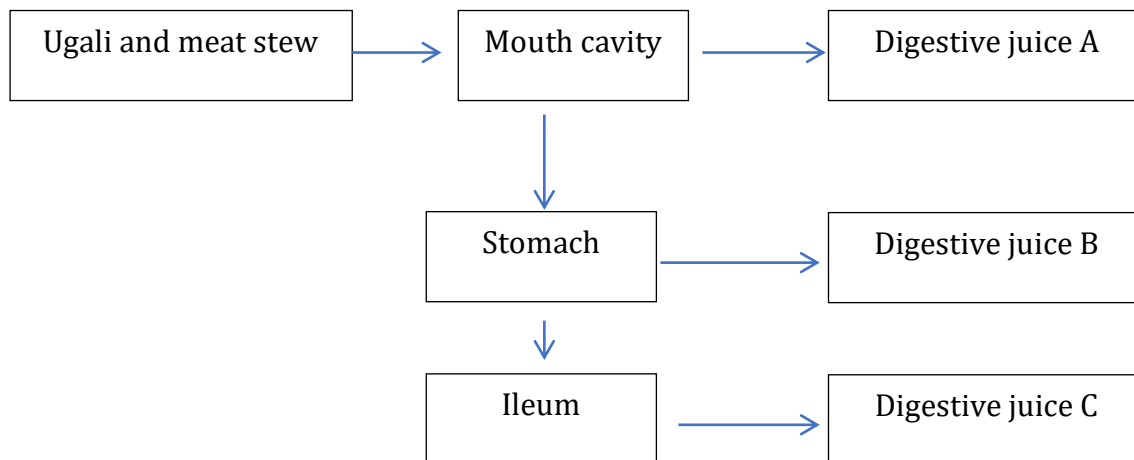 Ugali and meat stew
Mouth cavity
Digestive juice A
Stomach
Digestive juice B
Ileum
Digestive juice C